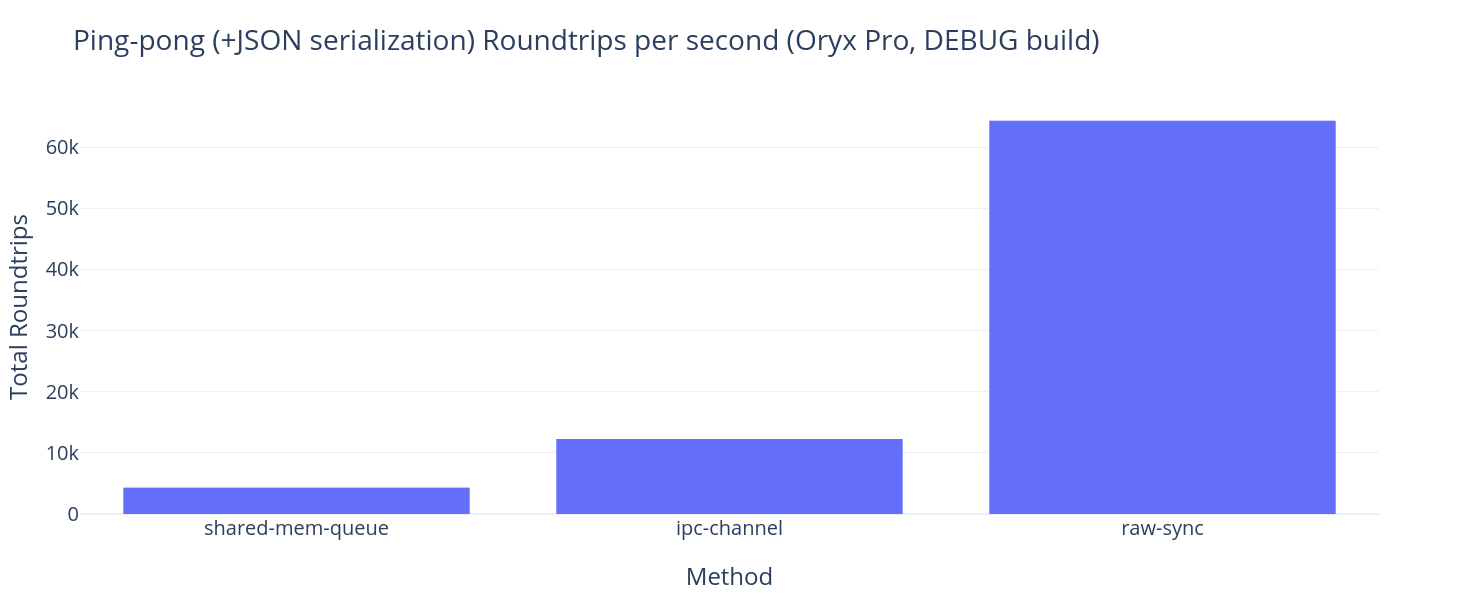 Ping-pong (+JSON serialization) Roundtrips per second (Oryx Pro, DEBUG build)
Total Roundtrips
60k
50k
40k
30k
20k
10k
0
shared-mem-queue
ipc-channel
raw-sync
Method